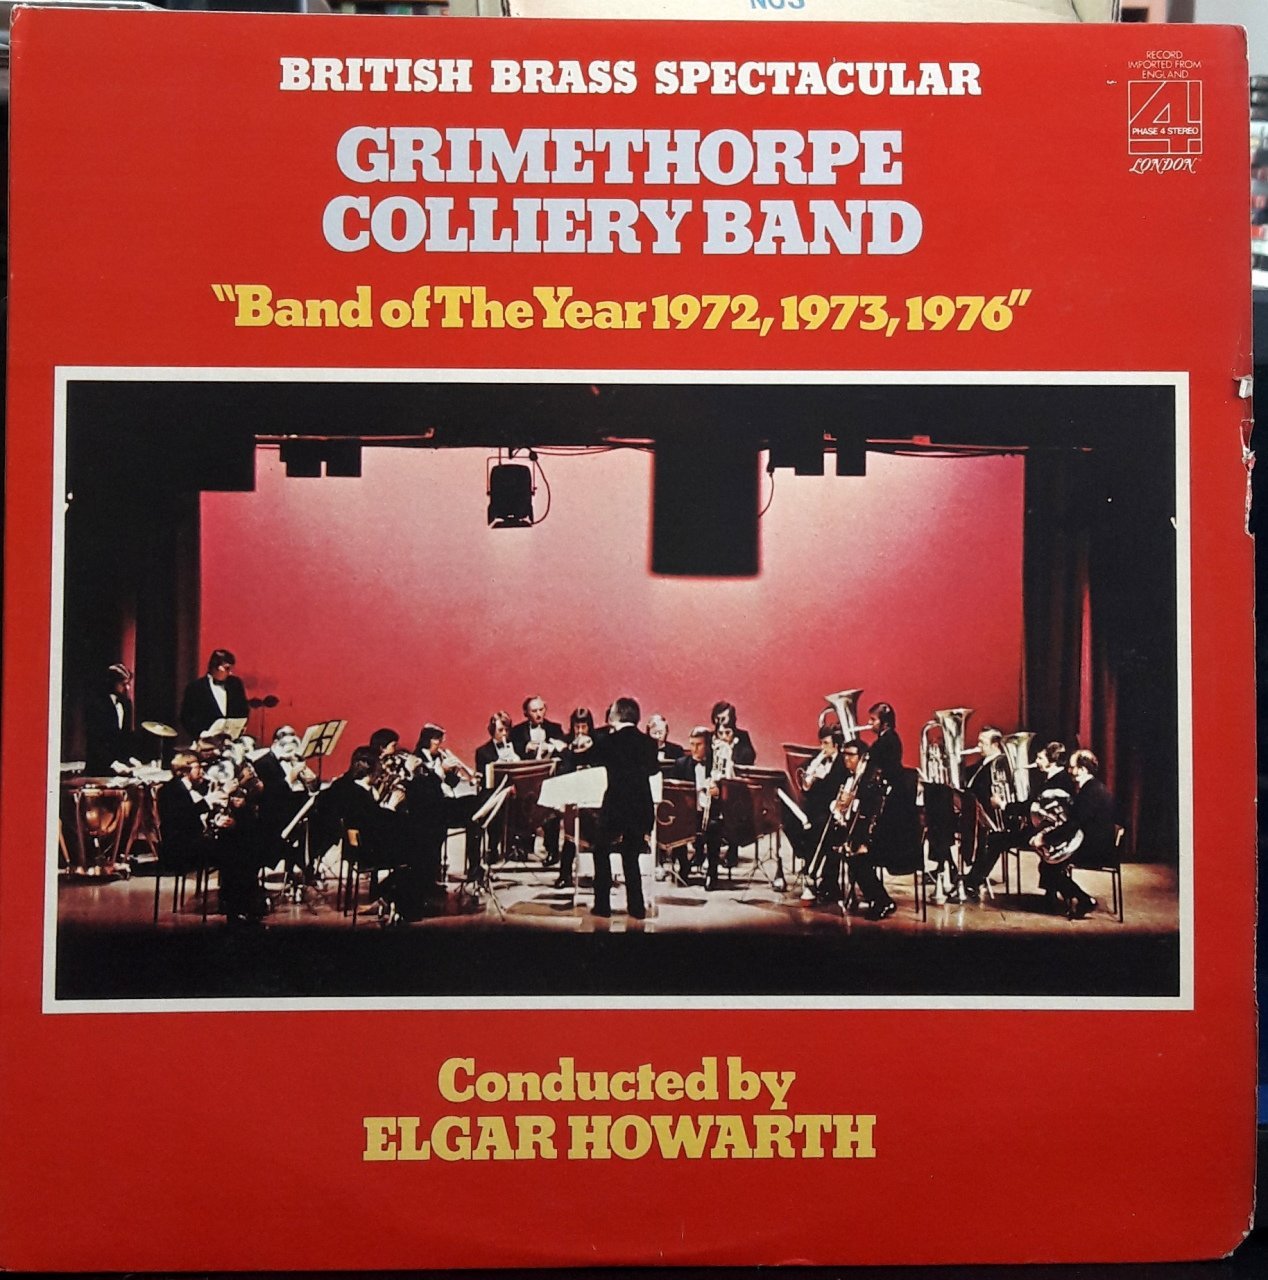 NOS
BRITISH BRASS SPECTACULAR
GRIMETHORPE
COLLIERY BAND
"Band of The Year 1972, 1973, 1976"
RECORD
IMPORTED FROM
ENGLAND
4
PHASE 4 STEREO
LONDON
G
Conducted by
ELGAR HOWARTH